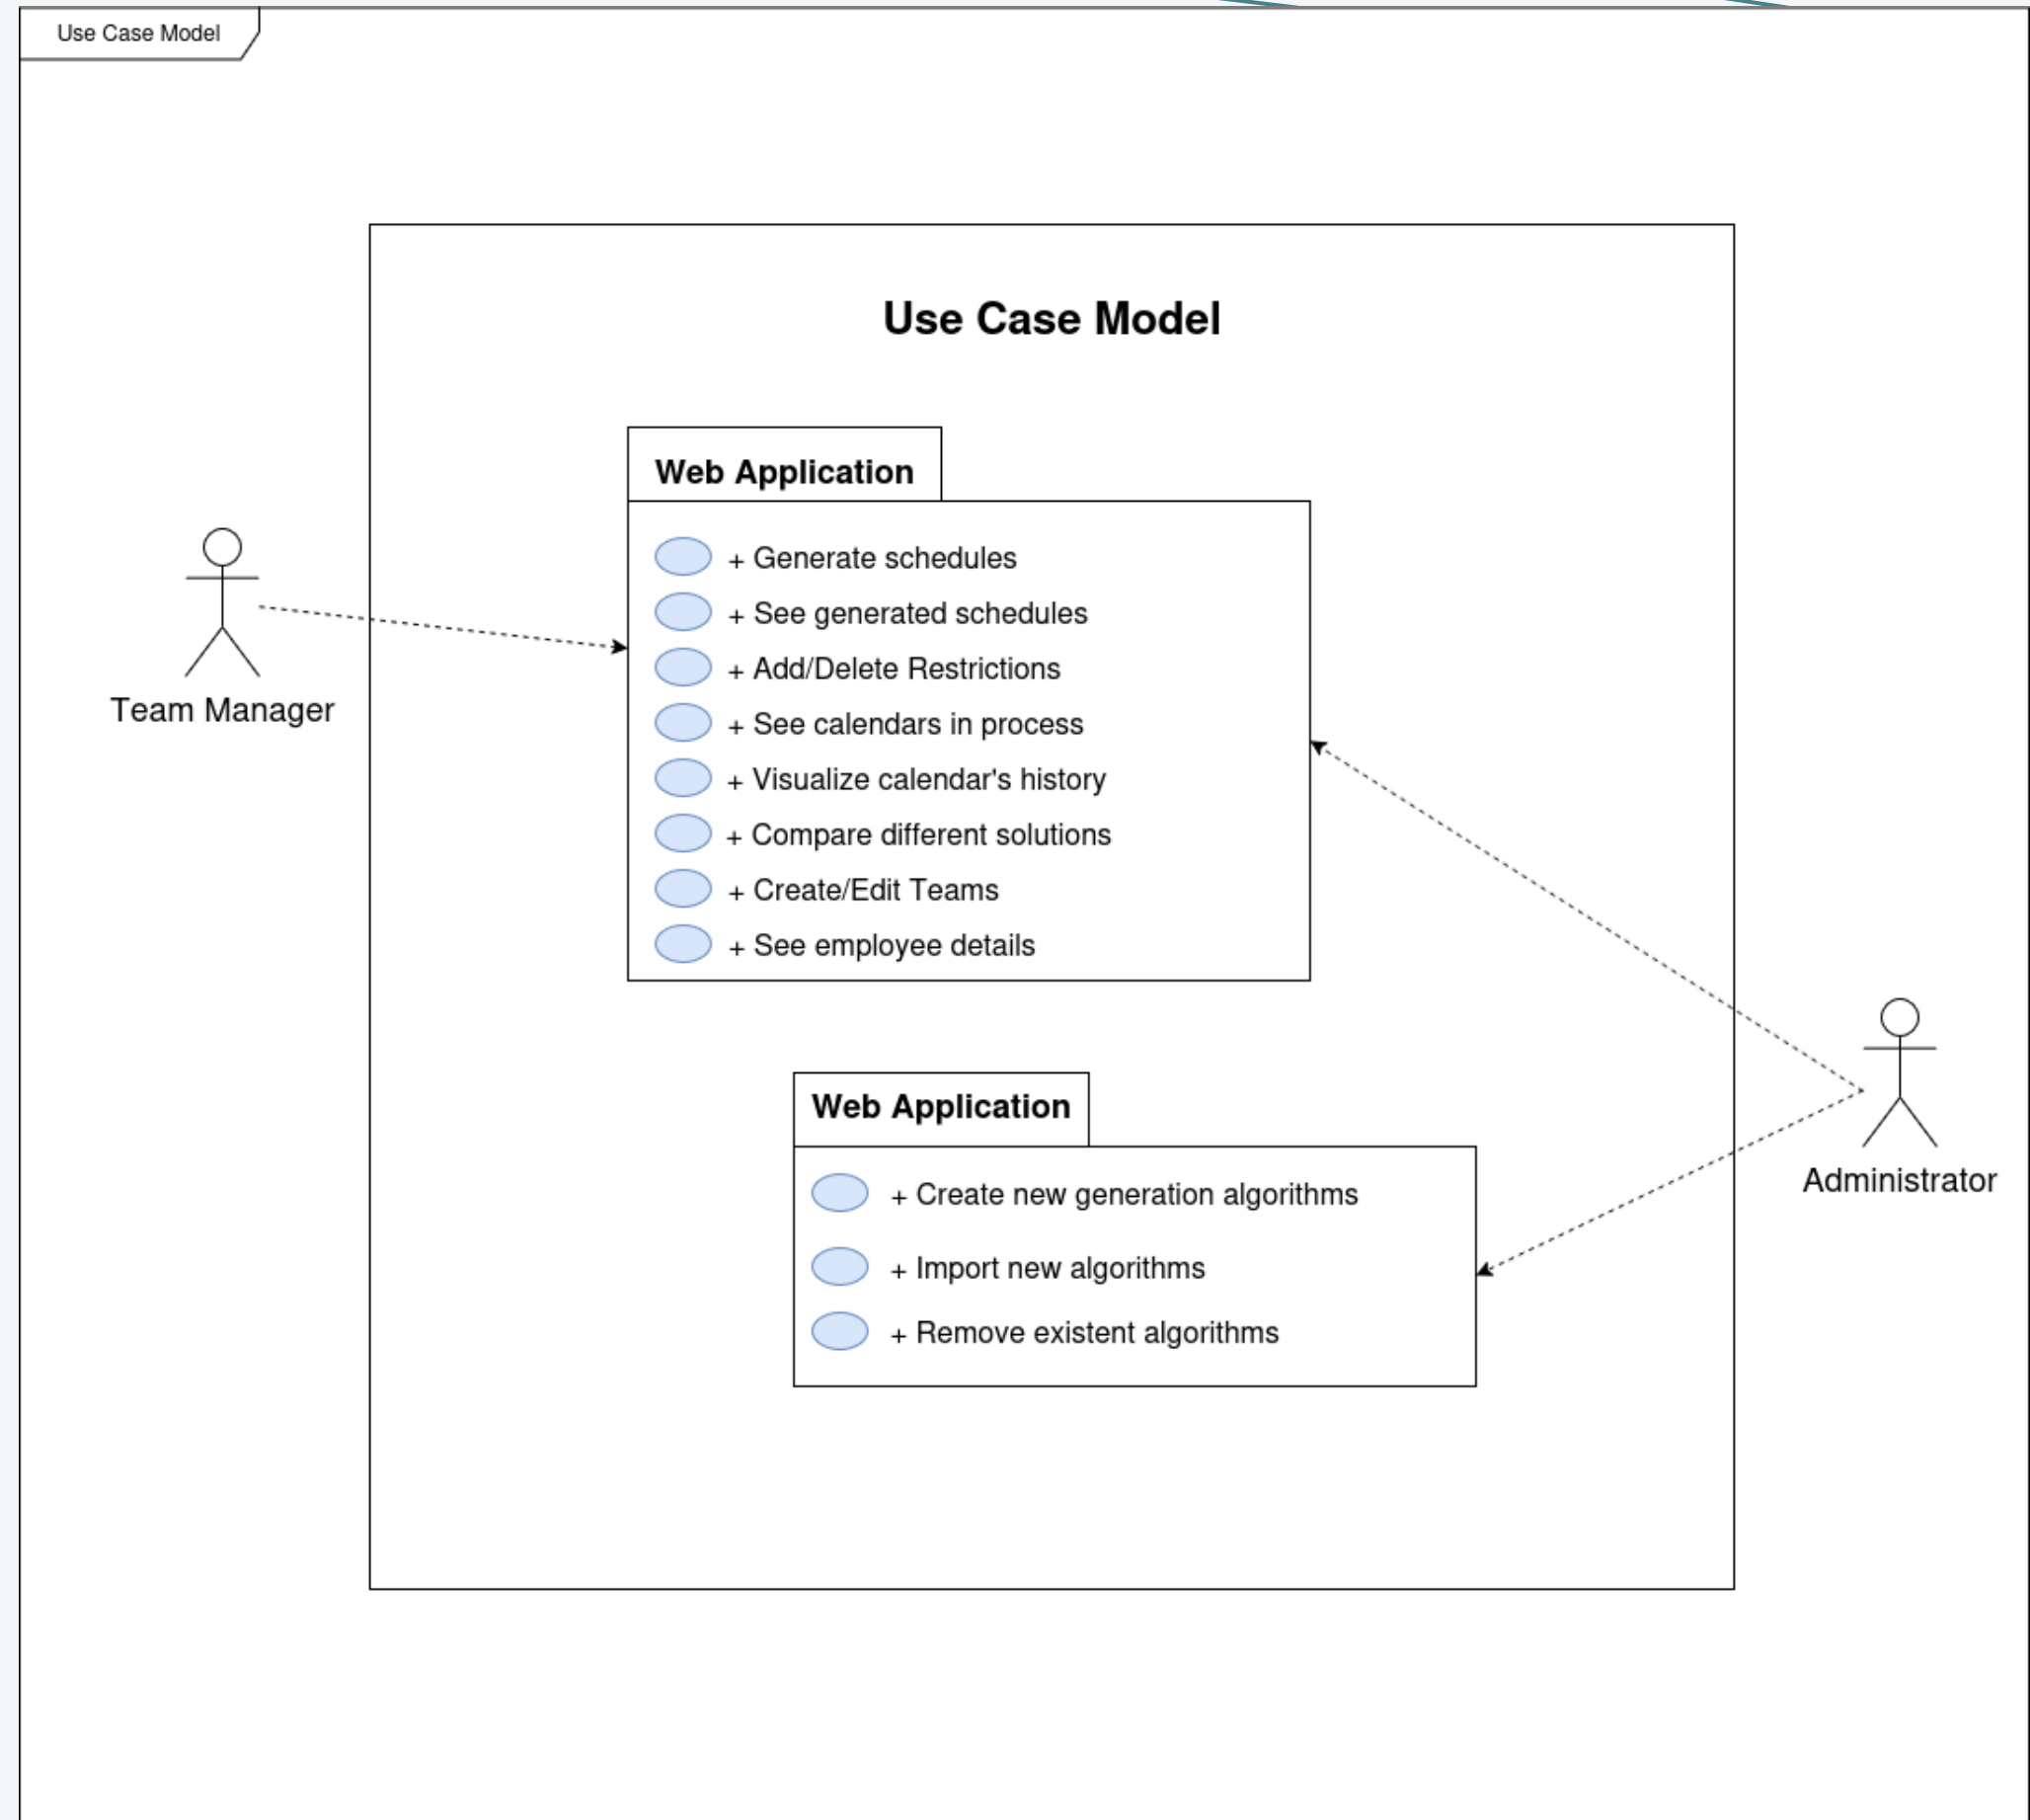 Use Case Model
Use Case Model
Web Application
+ Generate schedules
+ See generated schedules
+ Add/Delete Restrictions
+ See calendars in process
+ Visualize calendar's history
+ Compare different solutions
+ Create/Edit Teams
+ See employee details
Team Manager
Web Application
+ Create new generation algorithms
+ Import new algorithms
+ Remove existent algorithms
Administrator